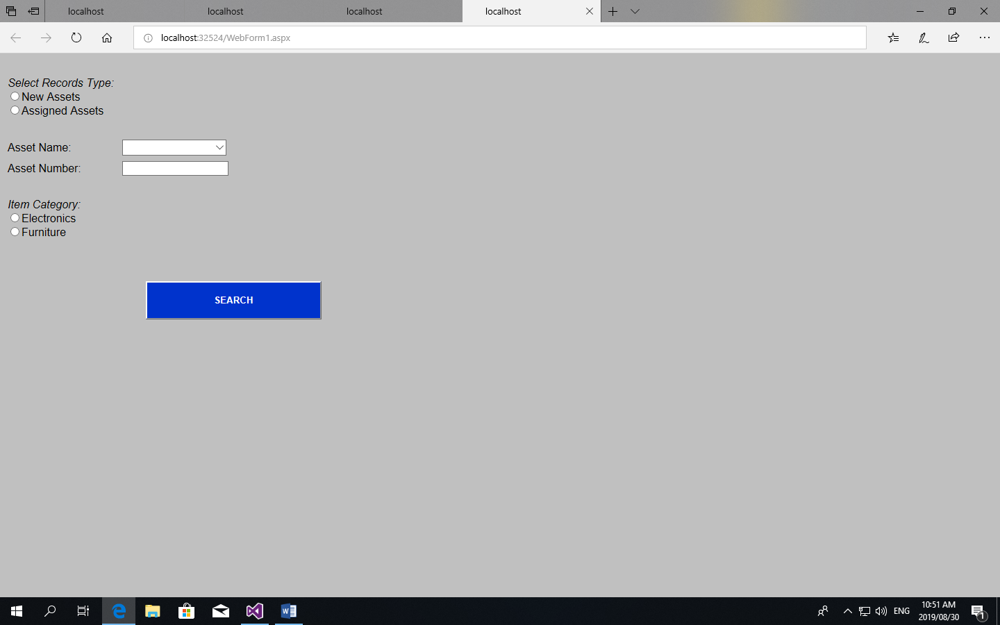 localhost
localhost
localhost
localhost
localhost:32524/WebForm1.aspx
Select Records Type:
New Assets
Assigned Assets
Asset Name:
Asset Number:
Item Category:
Electronics
Furniture
SEARCH
ENG
10:51 AM
2019/08/30
1